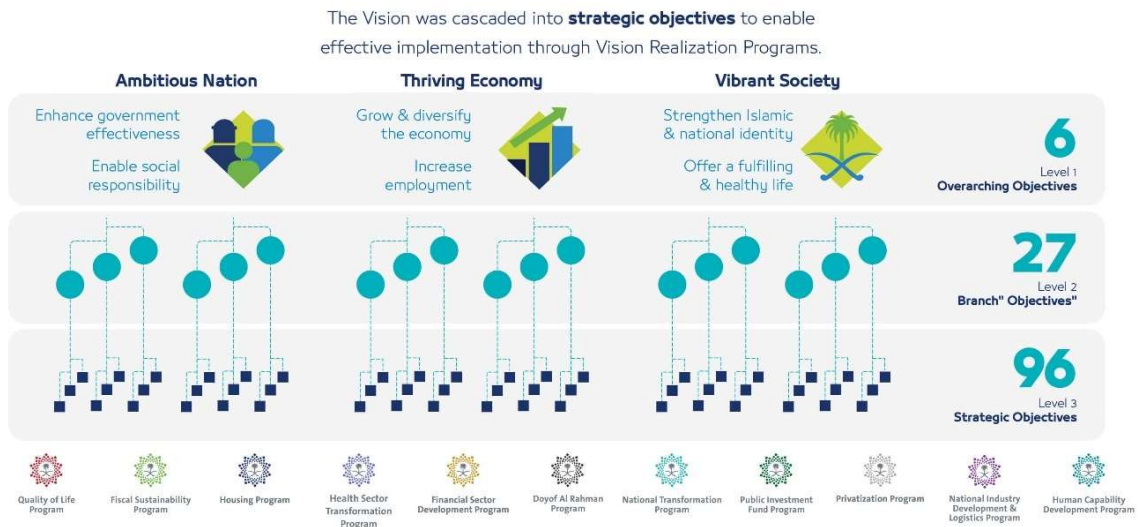 The Vision was cascaded into strategic objectives to enable
effective implementation through Vision Realization Programs.
Ambitious Nation
Enhance government
effectiveness
Enable social
responsibility
Thriving Economy
Grow & diversify
the economy
Increase
employment
Vibrant Society
Strengthen Islamic
& national identity
Offer a fulfilling
& healthy life
6
Level 1
Overarching Objectives
27
Level 2
Branch" Objectives"
96
Level 3
Strategic Objectives
Quality of Life
Program
Fiscal Sustainability
Program
Housing Program
Health Sector
Transformation
Program
Financial Sector
Development Program
Doyof Al Rahman
Program
National Transformation
Program
Public Investment
Fund Program
Privatization Program
National Industry
Development &
Logistics Program
Human Capability
Development Program